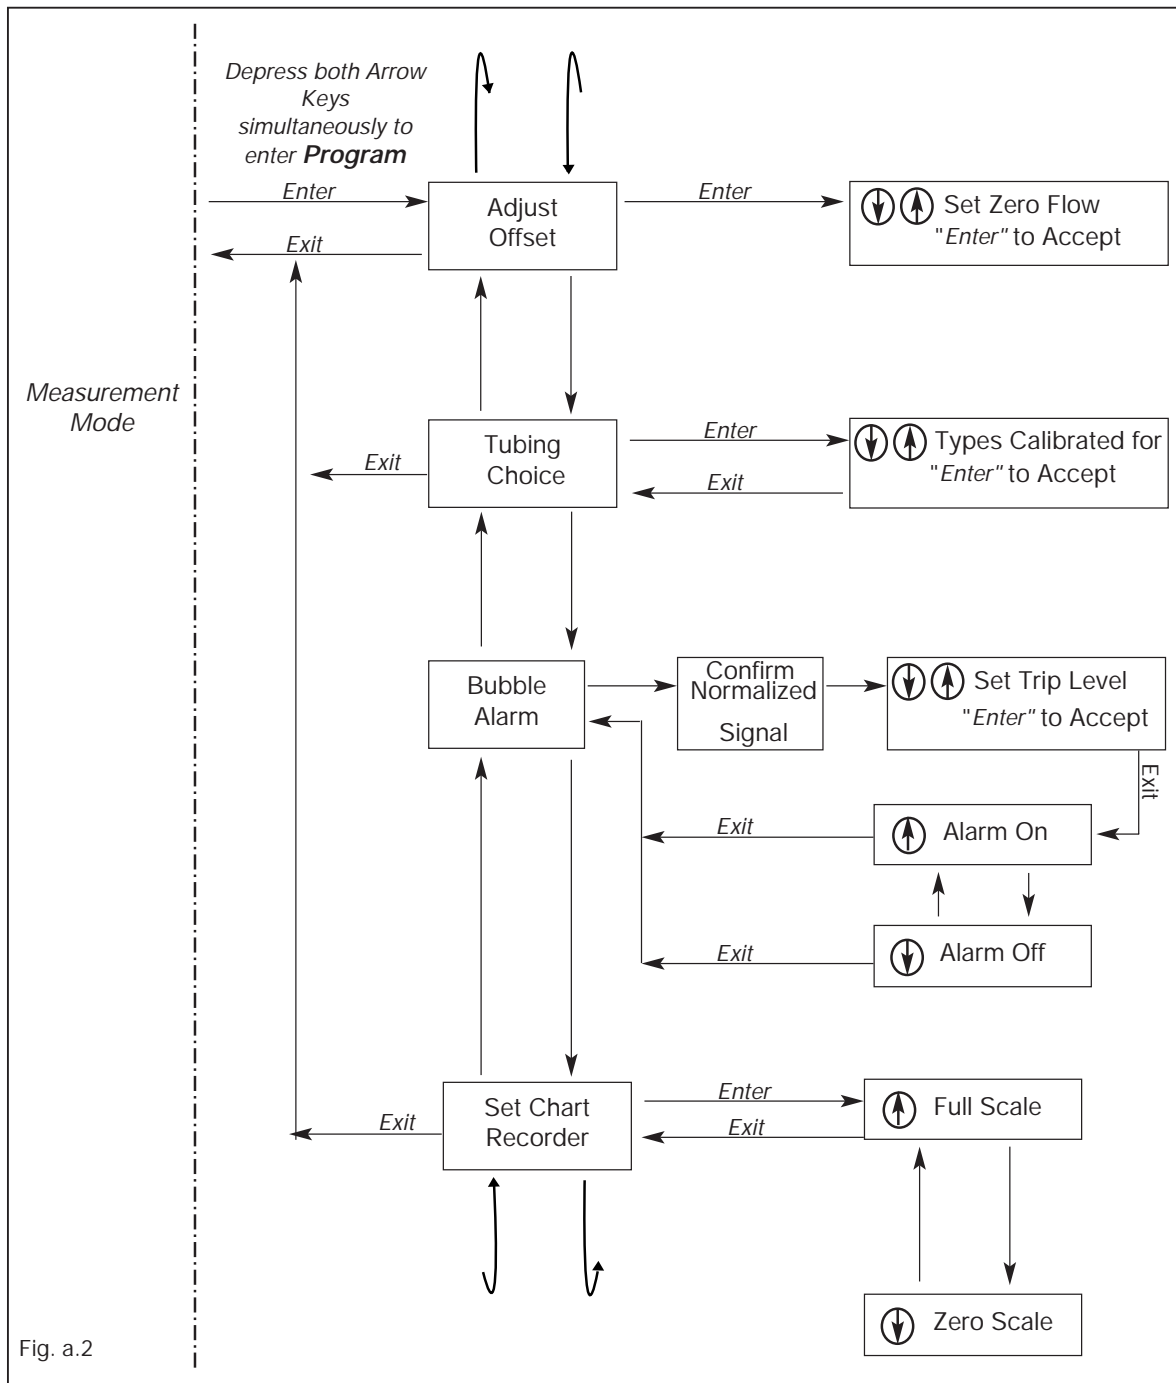 Depress both Arrow
Keys
simultaneously to
enter Program
Enter
Adjust
Offset
Enter
Set Zero Flow
"Enter" to Accept
Exit
Measurement
Mode
Exit
Tubing
Choice
Enter
Exit
Types Calibrated for
"Enter" to Accept
Bubble
Alarm
Confirm
Normalized
Signal
Set Trip Level
"Enter" to Accept
Exit
Exit
Alarm On
Exit
Alarm Off
Exit
Set Chart
Recorder
Enter
Exit
Full Scale
Zero Scale
Fig. a.2